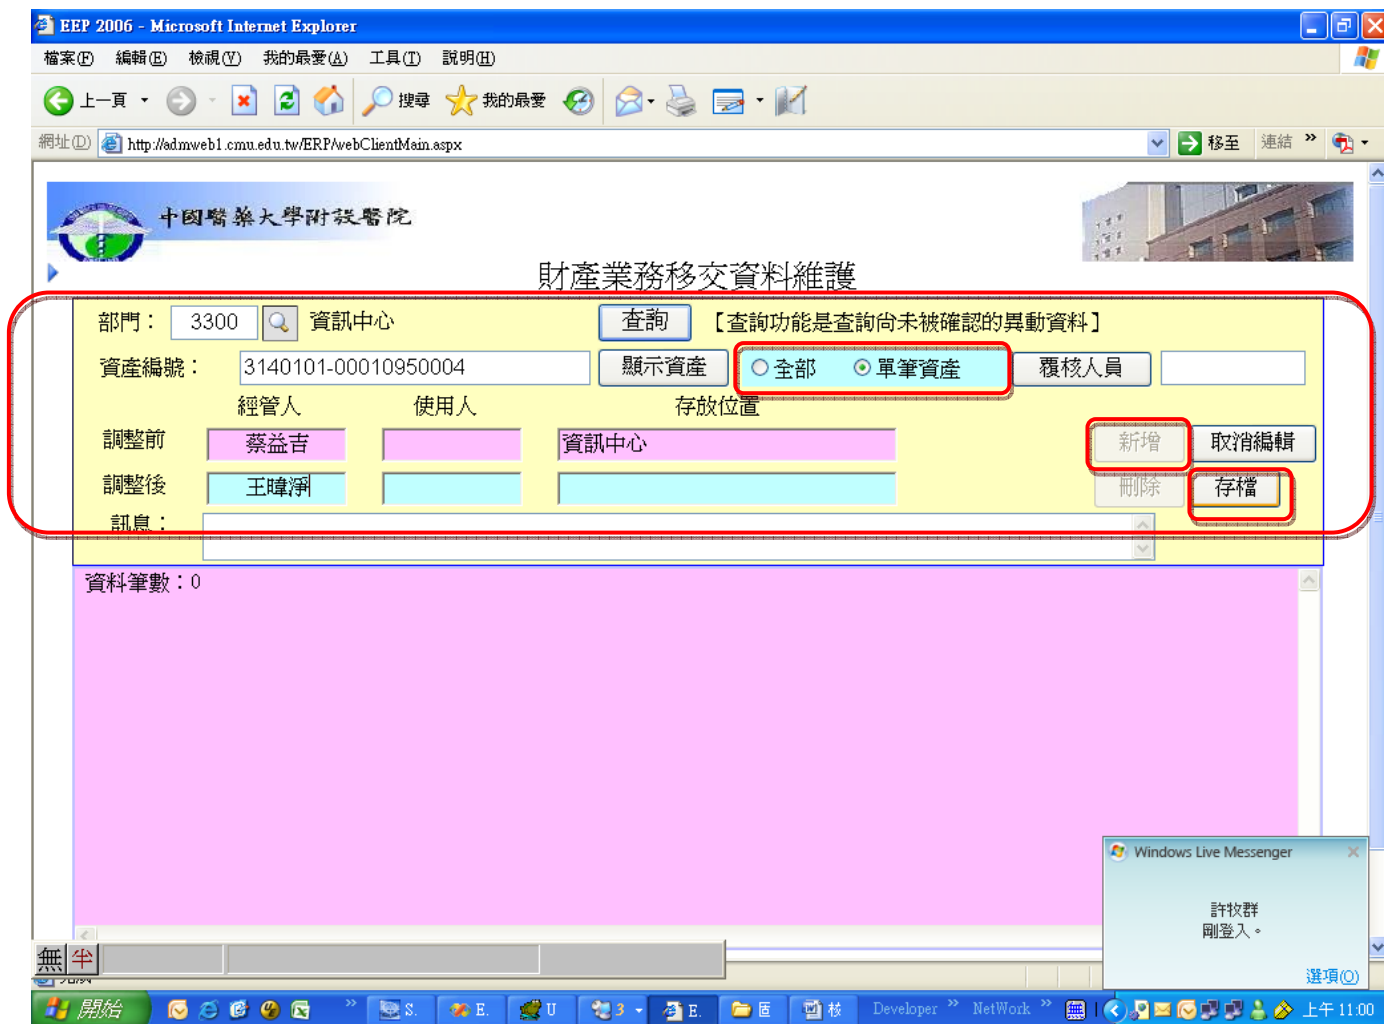 EEP 2006 - Microsoft Internet Explorer
檔案(F) 編輯(E) 檢視(V) 我的最愛(A) 工具(T) 說明(H)
上一頁 搜尋 我的最愛
網址(D) http://admweb1.cmu.edu.tw/ERP/webClientMain.aspx 移至 連結 »
中國醫藥大學附設醫院
財產業務移交資料維護
部門： 3300 資訊中心 查詢 【查詢功能是查詢尚未被確認的異動資料】
資產編號： 3140101-00010950004 顯示資產 全部 單筆資產 覆核人員
經管人 使用人 存放位置
調整前 蔡益吉 資訊中心 新增 取消編輯
調整後 王暐淨 刪除 存檔
訊息：
資料筆數：0
Windows Live Messenger
許牧群
剛登入。
選項(O)
無 半
開始 » S. E. U 3 E. 匿 核 Developer » NetWork » 無 上午 11:00